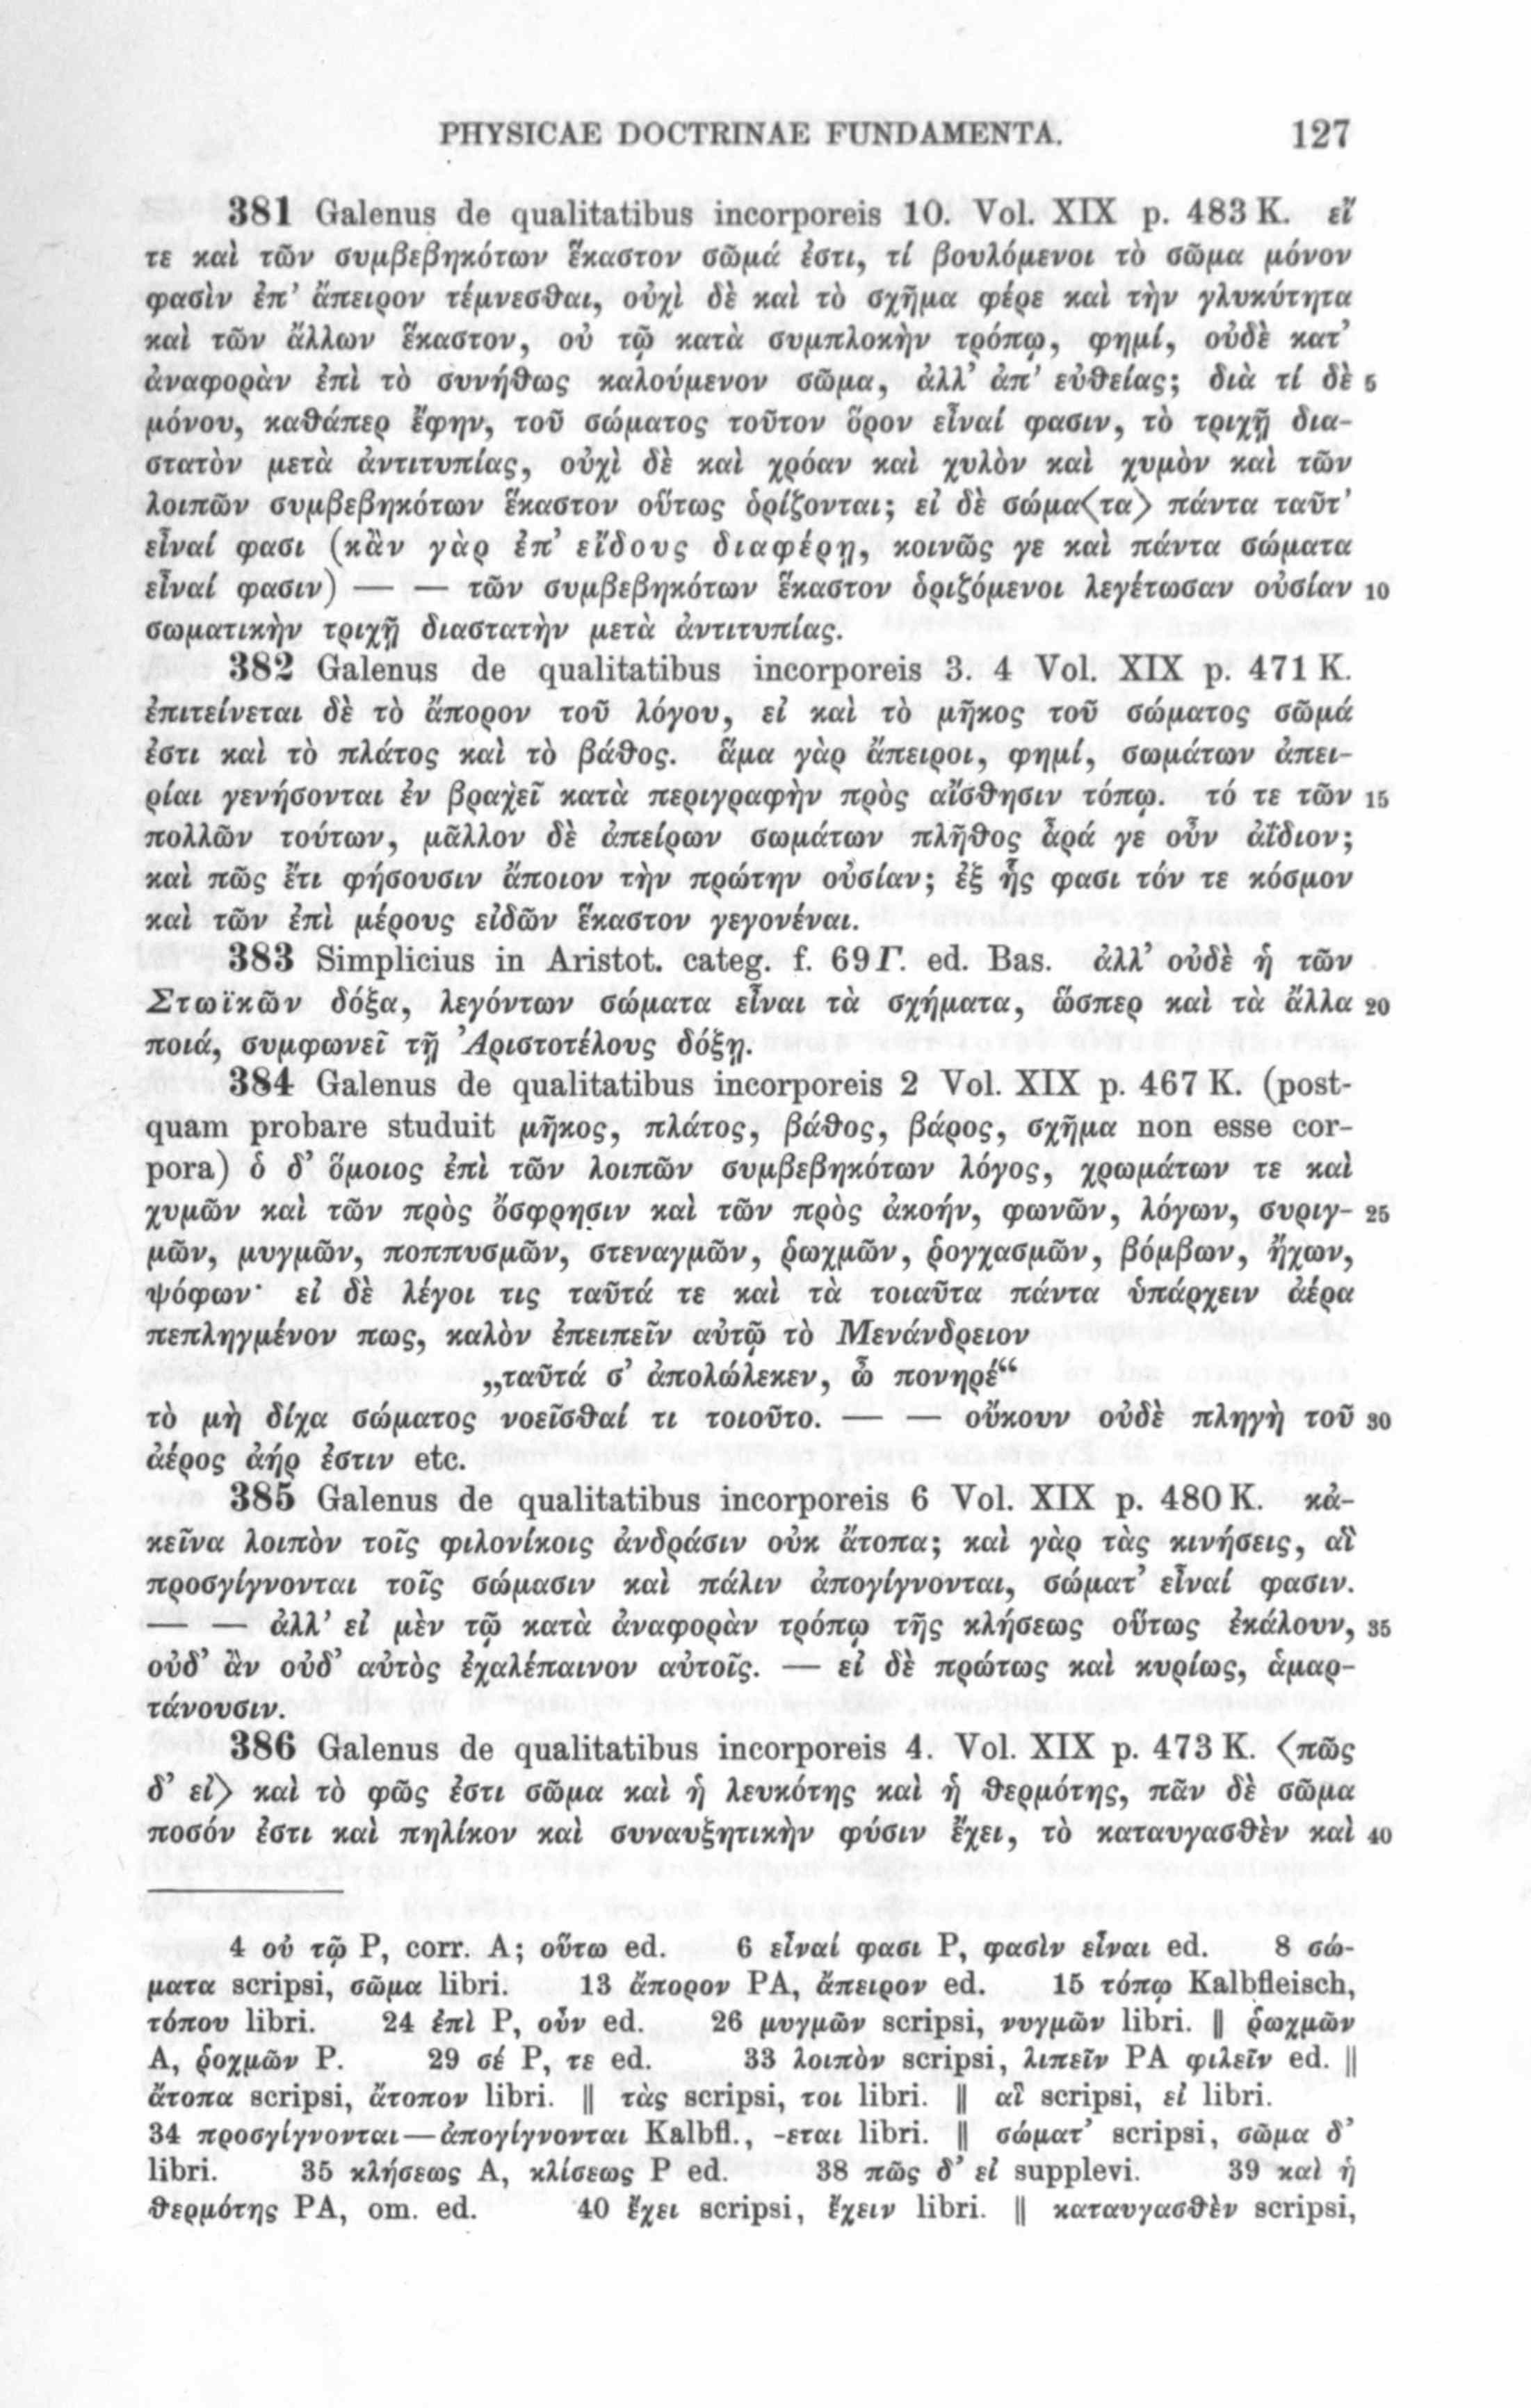 PHYSICAE DOCTRINAE FUNDAMENTA. 127
381 Galenus de qualitatibus incorporeis 10. Vol. XIX p. 483 K. εἴ
τε καὶ τῶν συμβεβηκότων ἕκαστον σῶμά ἐστι, τί βουλόμενοι τὸ σῶμα μόνον
φασὶν ἐπ’ ἄπειρον τέμνεσθαι, οὐχὶ δὲ καὶ τὸ σχῆμα φέρε καὶ τὴν γλυκύτητα
καὶ τῶν ἄλλων ἕκαστον, οὐ τῷ κατὰ συμπλοκὴν τρόπῳ, φημί, οὐδὲ κατ’
ἀναφορὰν ἐπὶ τὸ συνήθως καλούμενον σῶμα, ἀλλ’ ἀπ’ εὐθείας; διὰ τί δὲ 5
μόνου, καθάπερ ἔφην, τοῦ σώματος τοῦτον ὅρον εἶναί φασιν, τὸ τριχῇ δια-
στατὸν μετὰ ἀντιτυπίας, οὐχὶ δὲ καὶ χρόαν καὶ χυλὸν καὶ χυμὸν καὶ τῶν
λοιπῶν συμβεβηκότων ἕκαστον οὕτως ὁρίζονται; εἰ δὲ σώμα⟨τα⟩ πάντα ταῦτ’
εἶναί φασι (κἂν γὰρ ἐπ’ εἴδους διαφέρῃ, κοινῶς γε καὶ πάντα σώματα
εἶναί φασιν) — — τῶν συμβεβηκότων ἕκαστον ὁριζόμενοι λεγέτωσαν οὐσίαν 10
σωματικὴν τριχῇ διαστατὴν μετὰ ἀντιτυπίας.
382 Galenus de qualitatibus incorporeis 3. 4 Vol. XIX p. 471 K.
ἐπιτείνεται δὲ τὸ ἄπορον τοῦ λόγου, εἰ καὶ τὸ μῆκος τοῦ σώματος σῶμά
ἐστι καὶ τὸ πλάτος καὶ τὸ βάθος. ἅμα γὰρ ἄπειροι, φημί, σωμάτων ἀπει-
ρίαι γενήσονται ἐν βραχεῖ κατὰ περιγραφὴν πρὸς αἴσθησιν τόπῳ. τό τε τῶν 15
πολλῶν τούτων, μᾶλλον δὲ ἀπείρων σωμάτων πλῆθος ἆρά γε οὖν ἀΐδιον;
καὶ πῶς ἔτι φήσουσιν ἄποιον τὴν πρώτην οὐσίαν; ἐξ ἧς φασι τόν τε κόσμον
καὶ τῶν ἐπὶ μέρους εἰδῶν ἕκαστον γεγονέναι.
383 Simplicius in Aristot. categ. f. 69Γ. ed. Bas. ἀλλ’ οὐδὲ ἡ τῶν
Στωϊκῶν δόξα, λεγόντων σώματα εἶναι τὰ σχήματα, ὥσπερ καὶ τὰ ἄλλα 20
ποιά, συμφωνεῖ τῇ Ἀριστοτέλους δόξῃ.
384 Galenus de qualitatibus incorporeis 2 Vol. XIX p. 467 K. (post-
quam probare studuit μῆκος, πλάτος, βάθος, βάρος, σχῆμα non esse cor-
pora) ὁ δ’ ὅμοιος ἐπὶ τῶν λοιπῶν συμβεβηκότων λόγος, χρωμάτων τε καὶ
χυμῶν καὶ τῶν πρὸς ὄσφρησιν καὶ τῶν πρὸς ἀκοήν, φωνῶν, λόγων, συριγ- 25
μῶν, μυγμῶν, ποππυσμῶν, στεναγμῶν, ῥωχμῶν, ῥογχασμῶν, βόμβων, ἤχων,
ψόφων· εἰ δὲ λέγοι τις ταῦτά τε καὶ τὰ τοιαῦτα πάντα ὑπάρχειν ἀέρα
πεπληγμένον πως, καλὸν ἐπειπεῖν αὐτῷ τὸ Μενάνδρειον
„ταῦτά σ’ ἀπολώλεκεν, ὦ πονηρέ“
τὸ μὴ δίχα σώματος νοεῖσθαί τι τοιοῦτο. — — οὔκουν οὐδὲ πληγὴ τοῦ 30
ἀέρος ἀήρ ἐστιν etc.
385 Galenus de qualitatibus incorporeis 6 Vol. XIX p. 480 K. κἀ-
κεῖνα λοιπὸν τοῖς φιλονίκοις ἀνδράσιν οὐκ ἄτοπα; καὶ γὰρ τὰς κινήσεις, αἳ
προσγίγνονται τοῖς σώμασιν καὶ πάλιν ἀπογίγνονται, σώματ’ εἶναί φασιν.
— — ἀλλ’ εἰ μὲν τῷ κατὰ ἀναφορὰν τρόπῳ τῆς κλήσεως οὕτως ἐκάλουν, 35
οὐδ’ ἂν οὐδ’ αὐτὸς ἐχαλέπαινον αὐτοῖς. — εἰ δὲ πρώτως καὶ κυρίως, ἁμαρ-
τάνουσιν.
386 Galenus de qualitatibus incorporeis 4. Vol. XIX p. 473 K. ⟨πῶς
δ’ εἰ⟩ καὶ τὸ φῶς ἐστι σῶμα καὶ ἡ λευκότης καὶ ἡ θερμότης, πᾶν δὲ σῶμα
ποσόν ἐστι καὶ πηλίκον καὶ συναυξητικὴν φύσιν ἔχει, τὸ καταυγασθὲν καὶ 40
4 οὐ τῷ P, corr. A; οὕτω ed. 6 εἶναί φασι P, φασὶν εἶναι ed. 8 σώ-
ματα scripsi, σῶμα libri. 13 ἄπορον PA, ἄπειρον ed. 15 τόπῳ Kalbfleisch,
τόπου libri. 24 ἐπὶ P, οὖν ed. 26 μυγμῶν scripsi, νυγμῶν libri. ‖ ῥωχμῶν
A, ῥοχμῶν P. 29 σέ P, τε ed. 33 λοιπὸν scripsi, λιπεῖν PA φιλεῖν ed. ‖
ἄτοπα scripsi, ἄτοπον libri. ‖ τὰς scripsi, τοι libri. ‖ αἳ scripsi, εἰ libri.
34 προσγίγνονται—ἀπογίγνονται Kalbfl., -εται libri. ‖ σώματ’ scripsi, σῶμα δ’
libri. 35 κλήσεως A, κλίσεως P ed. 38 πῶς δ’ εἰ supplevi. 39 καὶ ἡ
θερμότης PA, om. ed. 40 ἔχει scripsi, ἔχειν libri. ‖ καταυγασθὲν scripsi,